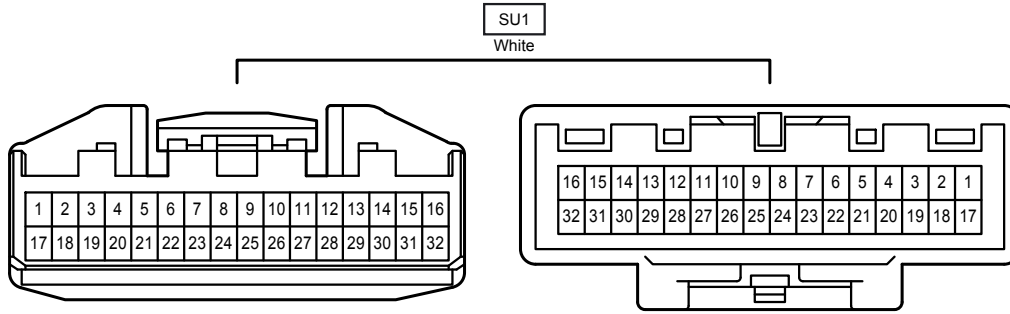 SU1
White
1 2 3 4 5 6 7 8 9 10 11 12 13 14 15 16
17 18 19 20 21 22 23 24 25 26 27 28 29 30 31 32
16 15 14 13 12 11 10 9 8 7 6 5 4 3 2 1
32 31 30 29 28 27 26 25 24 23 22 21 20 19 18 17